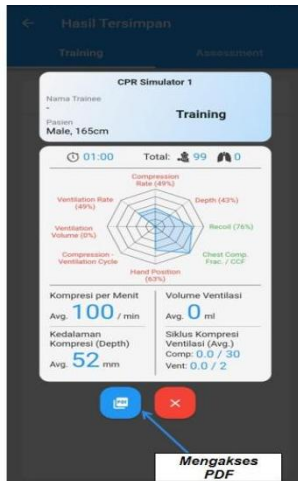 Hasil Tersimpan
Training Assessment
CPR Simulator 1
Nama Trainee
-
Pasien
Male, 165cm
Training
01:00 Total: 99 0
Compression
Rate (49%)
Ventilation Rate
(49%)
Depth (43%)
Ventilation
Volume (0%)
Recoil (76%)
Compression -
Ventilation Cycle
Chest Comp.
Frac. / CCF
Hand Position
(63%)
Kompresi per Menit
Avg. 100 / min
Volume Ventilasi
Avg. 0 ml
Kedalaman
Kompresi (Depth)
Avg. 52 mm
Siklus Kompresi
Ventilasi (Avg.)
Comp: 0.0 / 30
Vent: 0.0 / 2
PDF
Mengakses
PDF